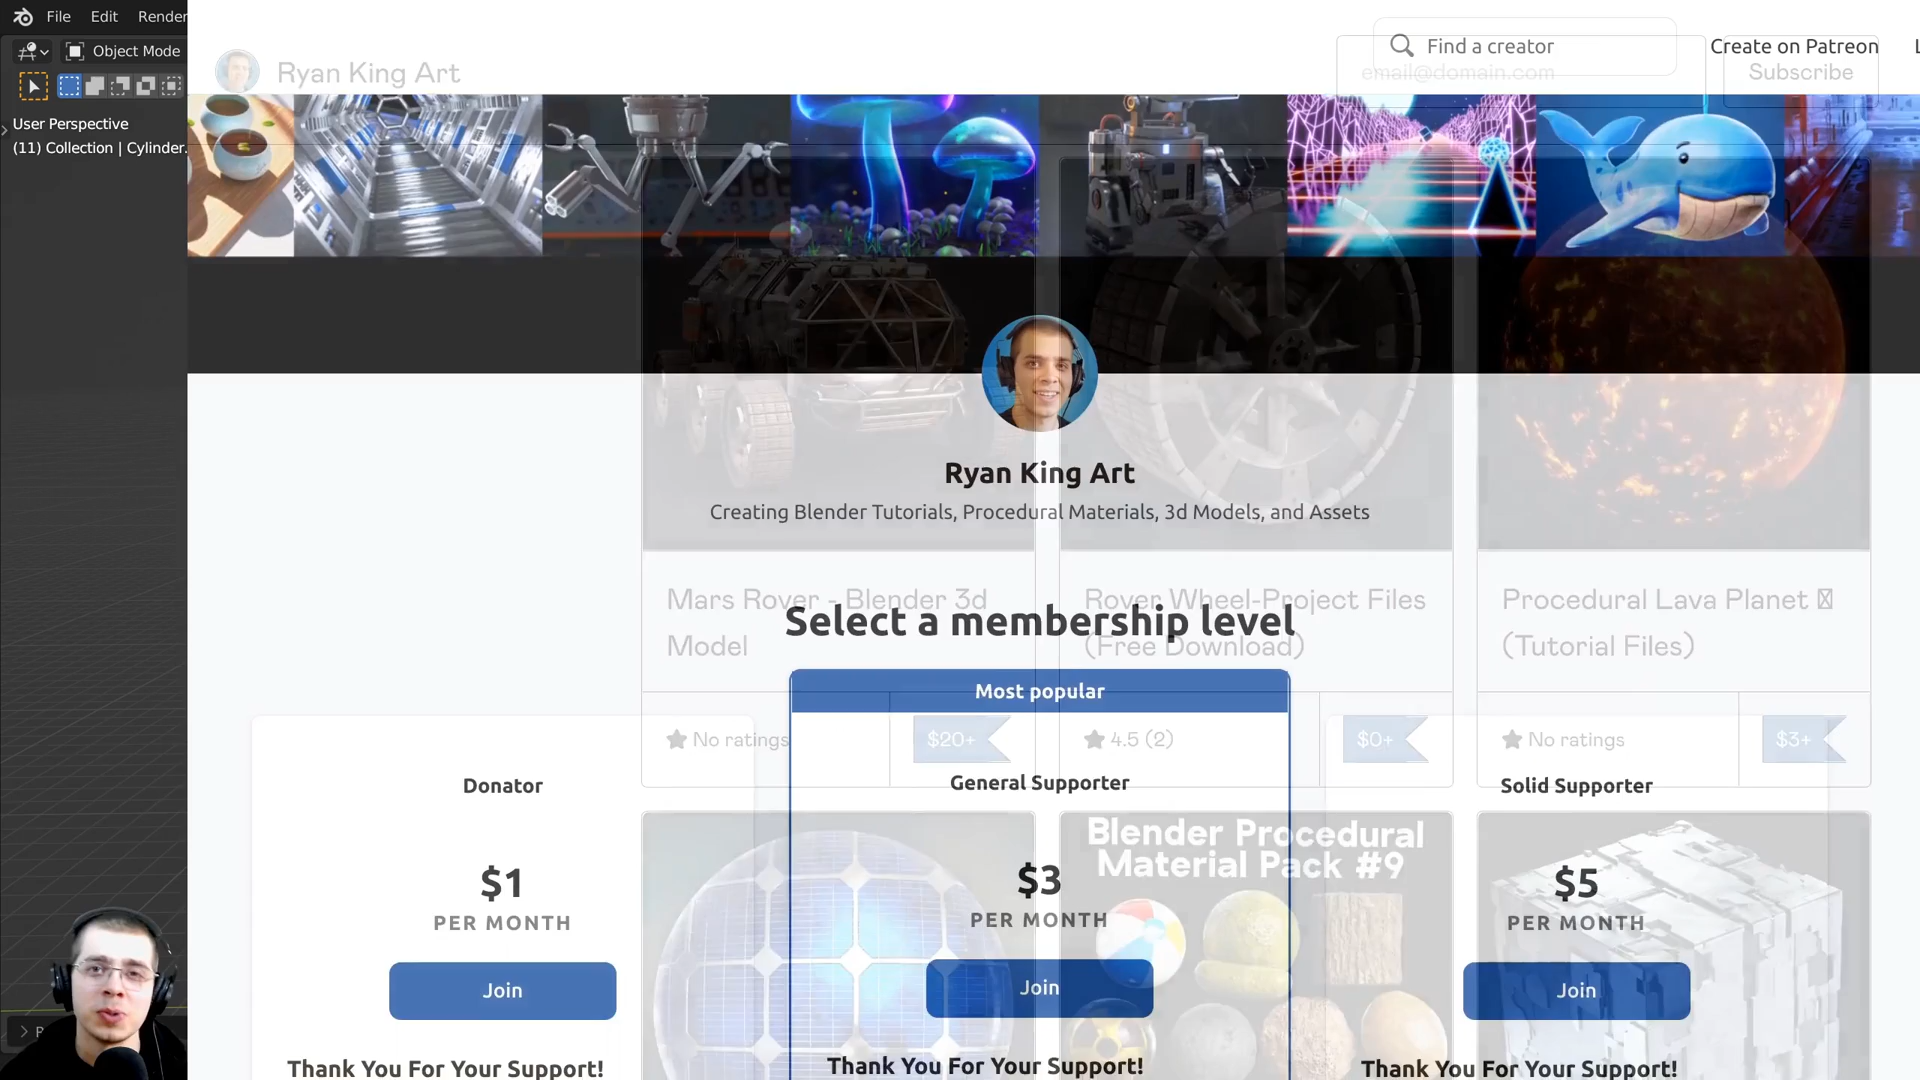 File Edit Render
Object Mode
User Perspective
(11) Collection | Cylinder.
Ryan King Art
Find a creator
Create on Patreon
email@domain.com
Subscribe
Ryan King Art
Creating Blender Tutorials, Procedural Materials, 3d Models, and Assets
Mars Rover - Blender 3d
Model
Rover Wheel-Project Files
(Free Download)
Procedural Lava Planet
(Tutorial Files)
Select a membership level
Most popular
No ratings
$20+
4.5 (2)
$0+
No ratings
$3+
Donator
General Supporter
Solid Supporter
Blender Procedural
Material Pack #9
$1
PER MONTH
Join
Thank You For Your Support!
$3
PER MONTH
Join
Thank You For Your Support!
$5
PER MONTH
Join
Thank You For Your Support!